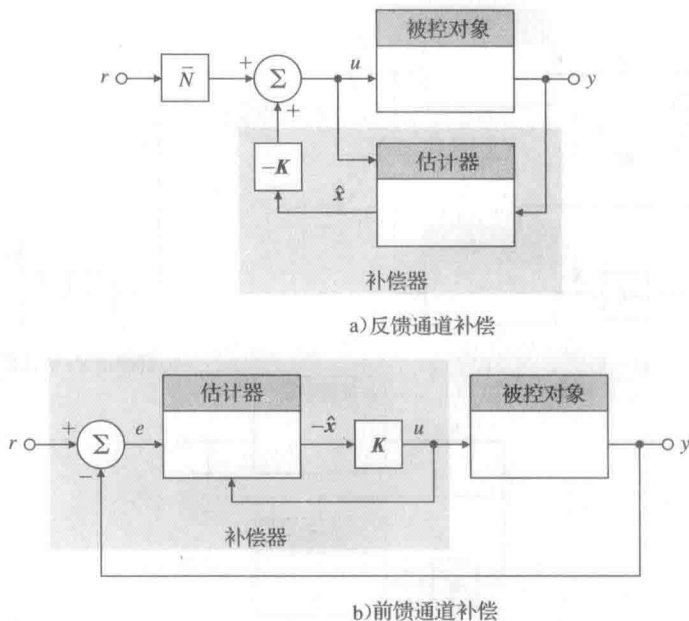 被控对象
r
N̄
+
Σ
u
y
+
-K
估计器
x̂
补偿器
a)反馈通道补偿
估计器
被控对象
r
+
Σ
e
-x̂
K
u
y
−
补偿器
b)前馈通道补偿